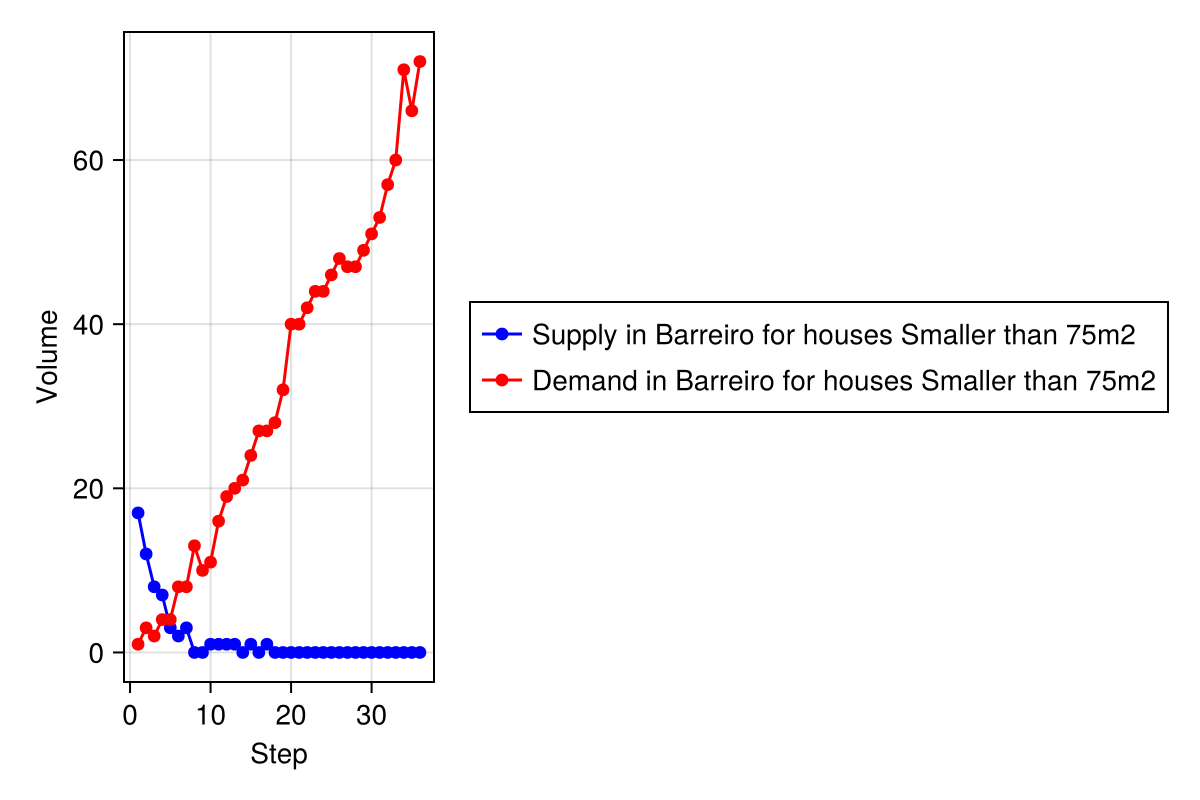 60
40
20
0
Volume
0 10 20 30
Step
Supply in Barreiro for houses Smaller than 75m2
Demand in Barreiro for houses Smaller than 75m2